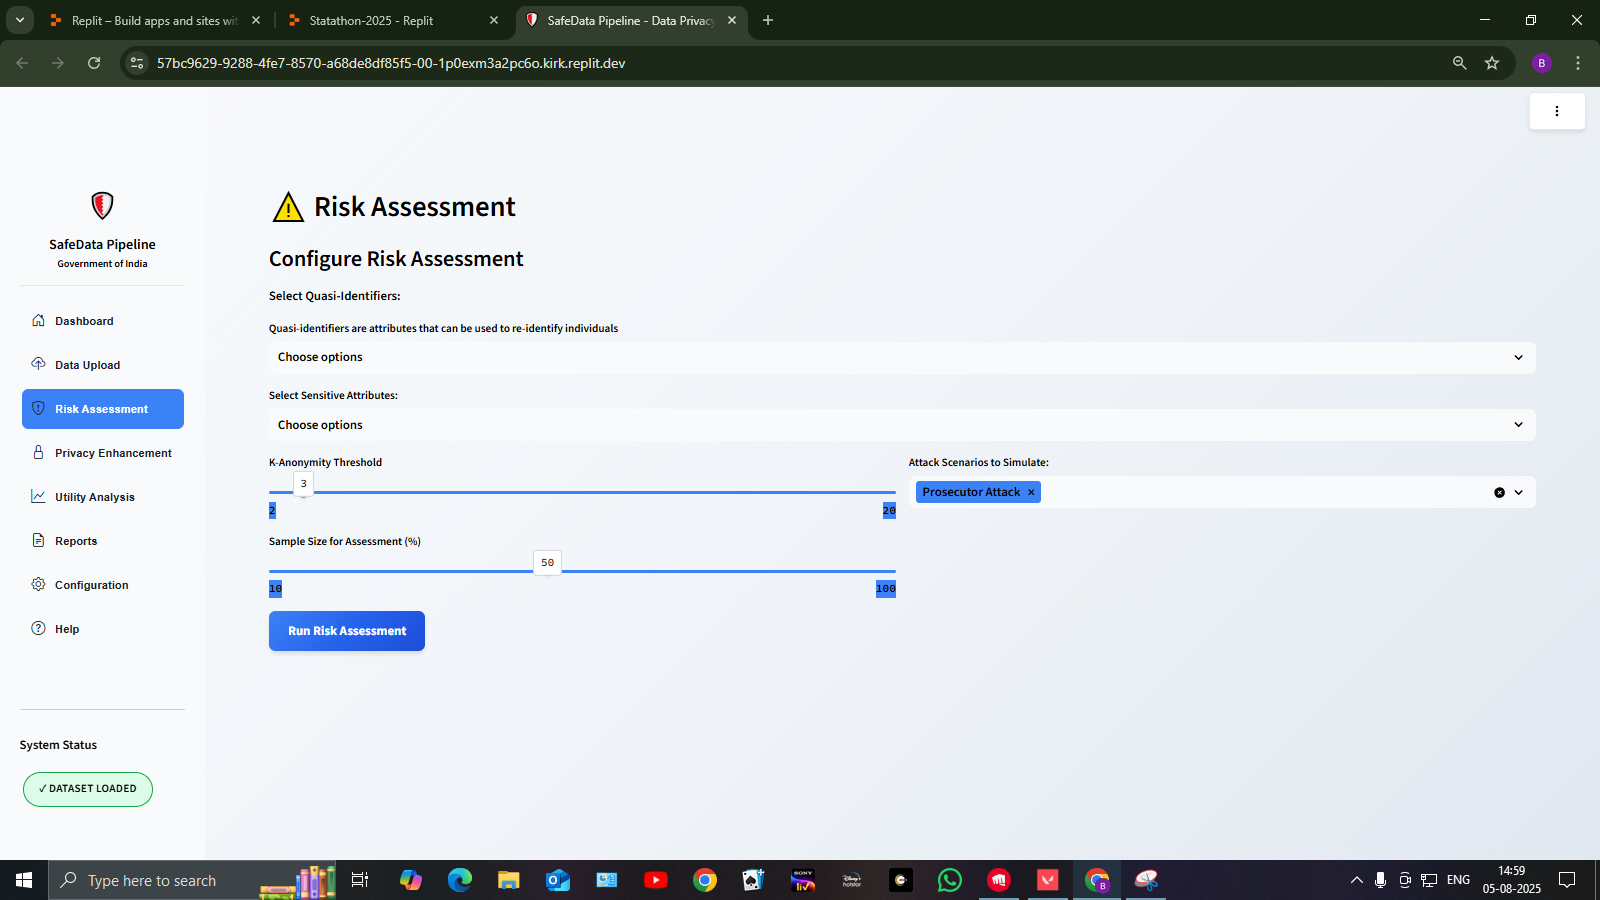 Replit – Build apps and sites wit
Statathon-2025 - Replit
SafeData Pipeline - Data Privacy
57bc9629-9288-4fe7-8570-a68de8df85f5-00-1p0exm3a2pc6o.kirk.replit.dev
B
SafeData Pipeline
Government of India
Dashboard
Data Upload
Risk Assessment
Privacy Enhancement
Utility Analysis
Reports
Configuration
Help
System Status
✓ DATASET LOADED
Risk Assessment
Configure Risk Assessment
Select Quasi-Identifiers:
Quasi-identifiers are attributes that can be used to re-identify individuals
Choose options
Select Sensitive Attributes:
Choose options
K-Anonymity Threshold
3
2
20
Attack Scenarios to Simulate:
Prosecutor Attack
Sample Size for Assessment (%)
50
10
100
Run Risk Assessment
Type here to search
SONY
liv
Disney+
hotstar
B
ENG
14:59
05-08-2025